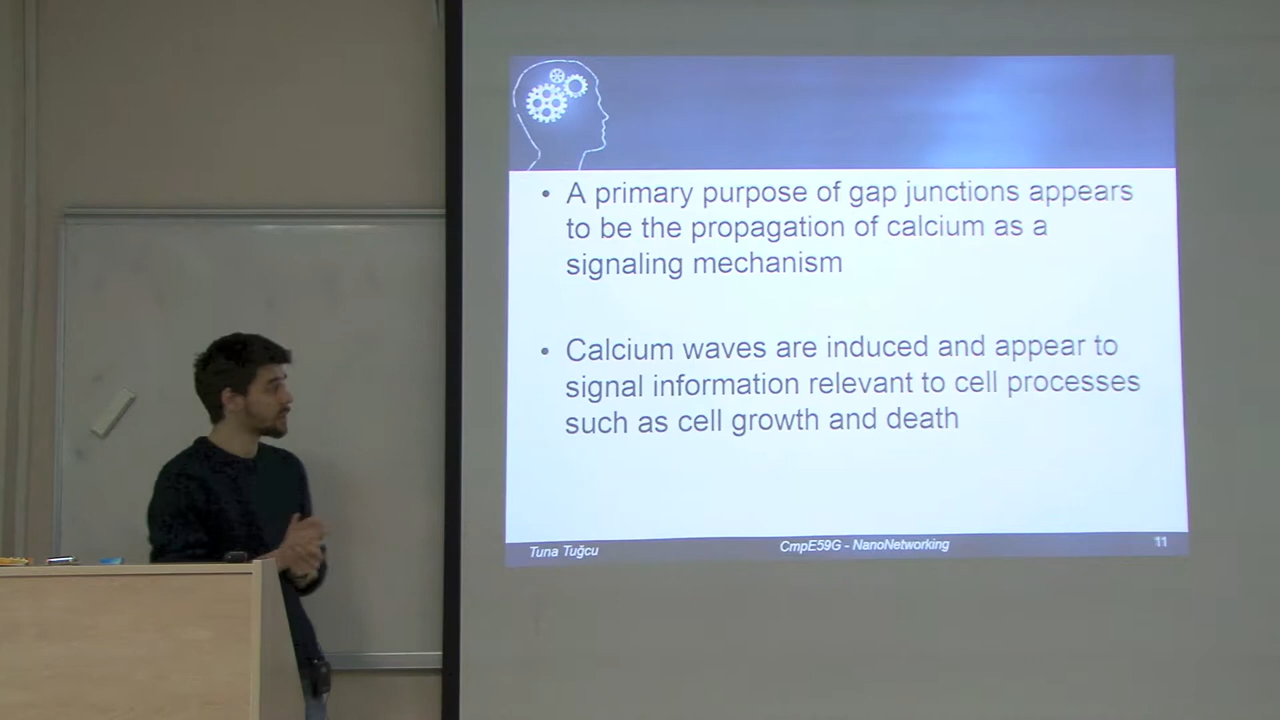 • A primary purpose of gap junctions appears
to be the propagation of calcium as a
signaling mechanism
• Calcium waves are induced and appear to
signal information relevant to cell processes
such as cell growth and death
Tuna Tuğcu
CmpE59G - NanoNetworking
11